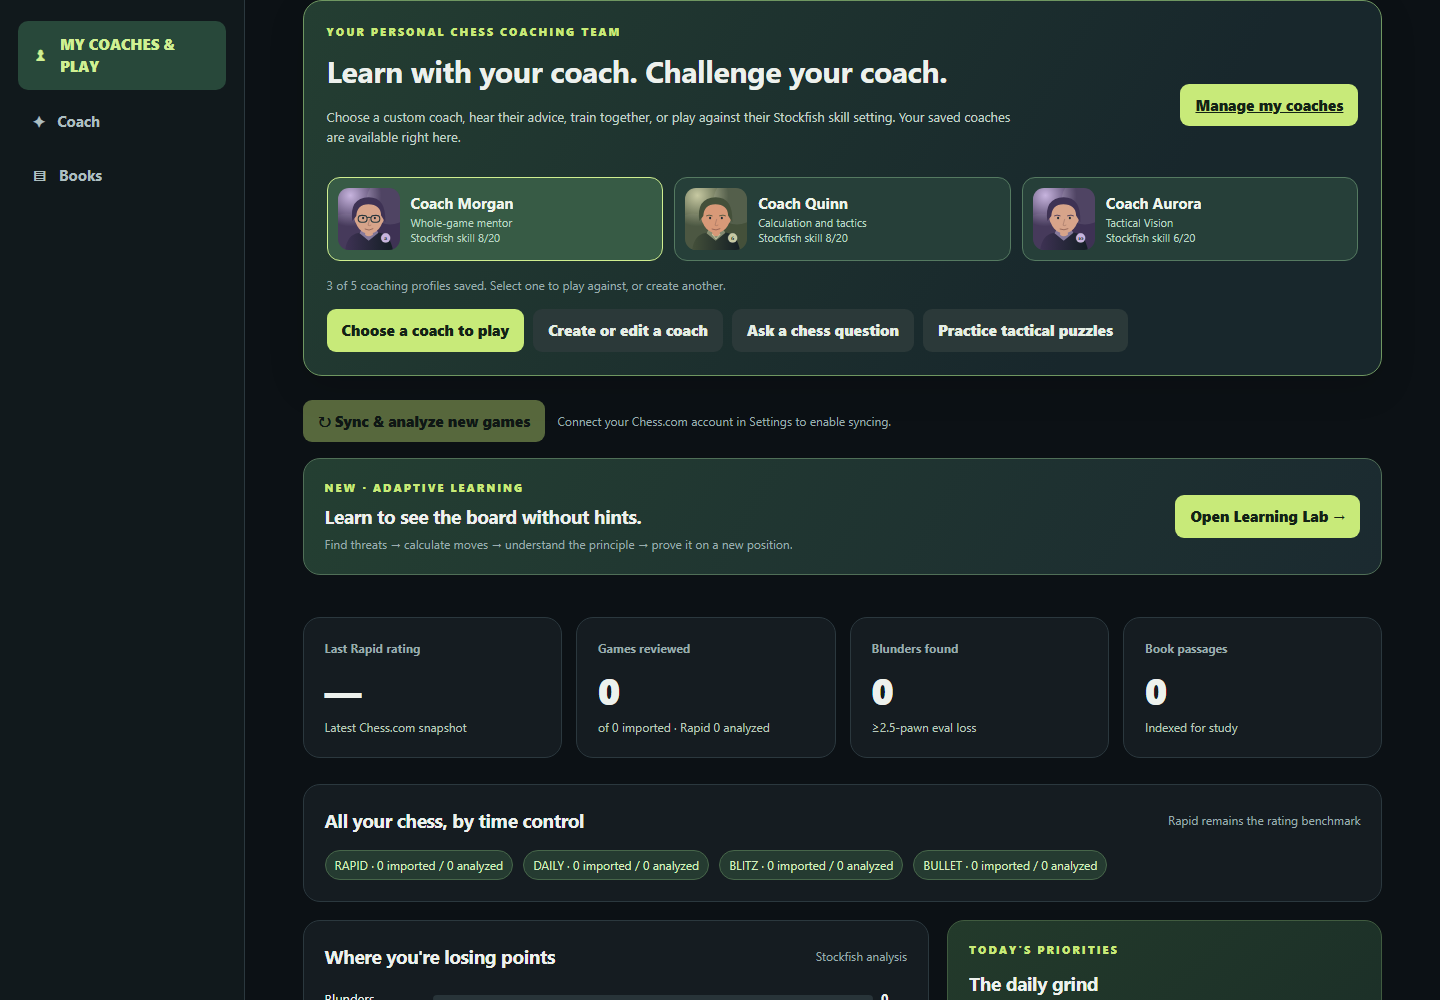 MY COACHES &
PLAY
Coach
Books
YOUR PERSONAL CHESS COACHING TEAM
Learn with your coach. Challenge your coach.
Choose a custom coach, hear their advice, train together, or play against their Stockfish skill setting. Your saved coaches
are available right here.
Manage my coaches
Coach Morgan
Whole-game mentor
Stockfish skill 8/20
Coach Quinn
Calculation and tactics
Stockfish skill 8/20
Coach Aurora
Tactical Vision
Stockfish skill 6/20
3 of 5 coaching profiles saved. Select one to play against, or create another.
Choose a coach to play
Create or edit a coach
Ask a chess question
Practice tactical puzzles
↻ Sync & analyze new games
Connect your Chess.com account in Settings to enable syncing.
NEW · ADAPTIVE LEARNING
Learn to see the board without hints.
Find threats → calculate moves → understand the principle → prove it on a new position.
Open Learning Lab →
Last Rapid rating
—
Latest Chess.com snapshot
Games reviewed
0
of 0 imported · Rapid 0 analyzed
Blunders found
0
≥2.5-pawn eval loss
Book passages
0
Indexed for study
All your chess, by time control
Rapid remains the rating benchmark
RAPID · 0 imported / 0 analyzed
DAILY · 0 imported / 0 analyzed
BLITZ · 0 imported / 0 analyzed
BULLET · 0 imported / 0 analyzed
Where you're losing points
Stockfish analysis
Blunders
0
TODAY'S PRIORITIES
The daily grind